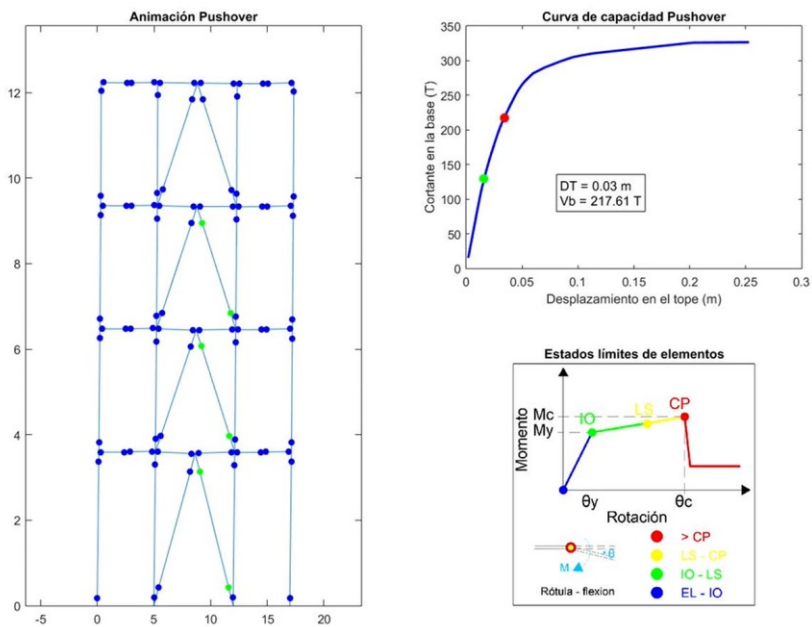 Animación Pushover
12
10
8
6
4
2
0
-5
0
5
10
15
20
Curva de capacidad Pushover
Cortante en la base (T)
350
300
250
200
150
100
50
0
DT = 0.03 m
Vb = 217.61 T
0
0.05
0.1
0.15
0.2
0.25
0.3
Desplazamiento en el tope (m)
Estados límites de elementos
Momento
Mc
My
IO
LS
CP
θy
θc
Rotación
θ
M
Rótula - flexion
> CP
LS - CP
IO - LS
EL - IO